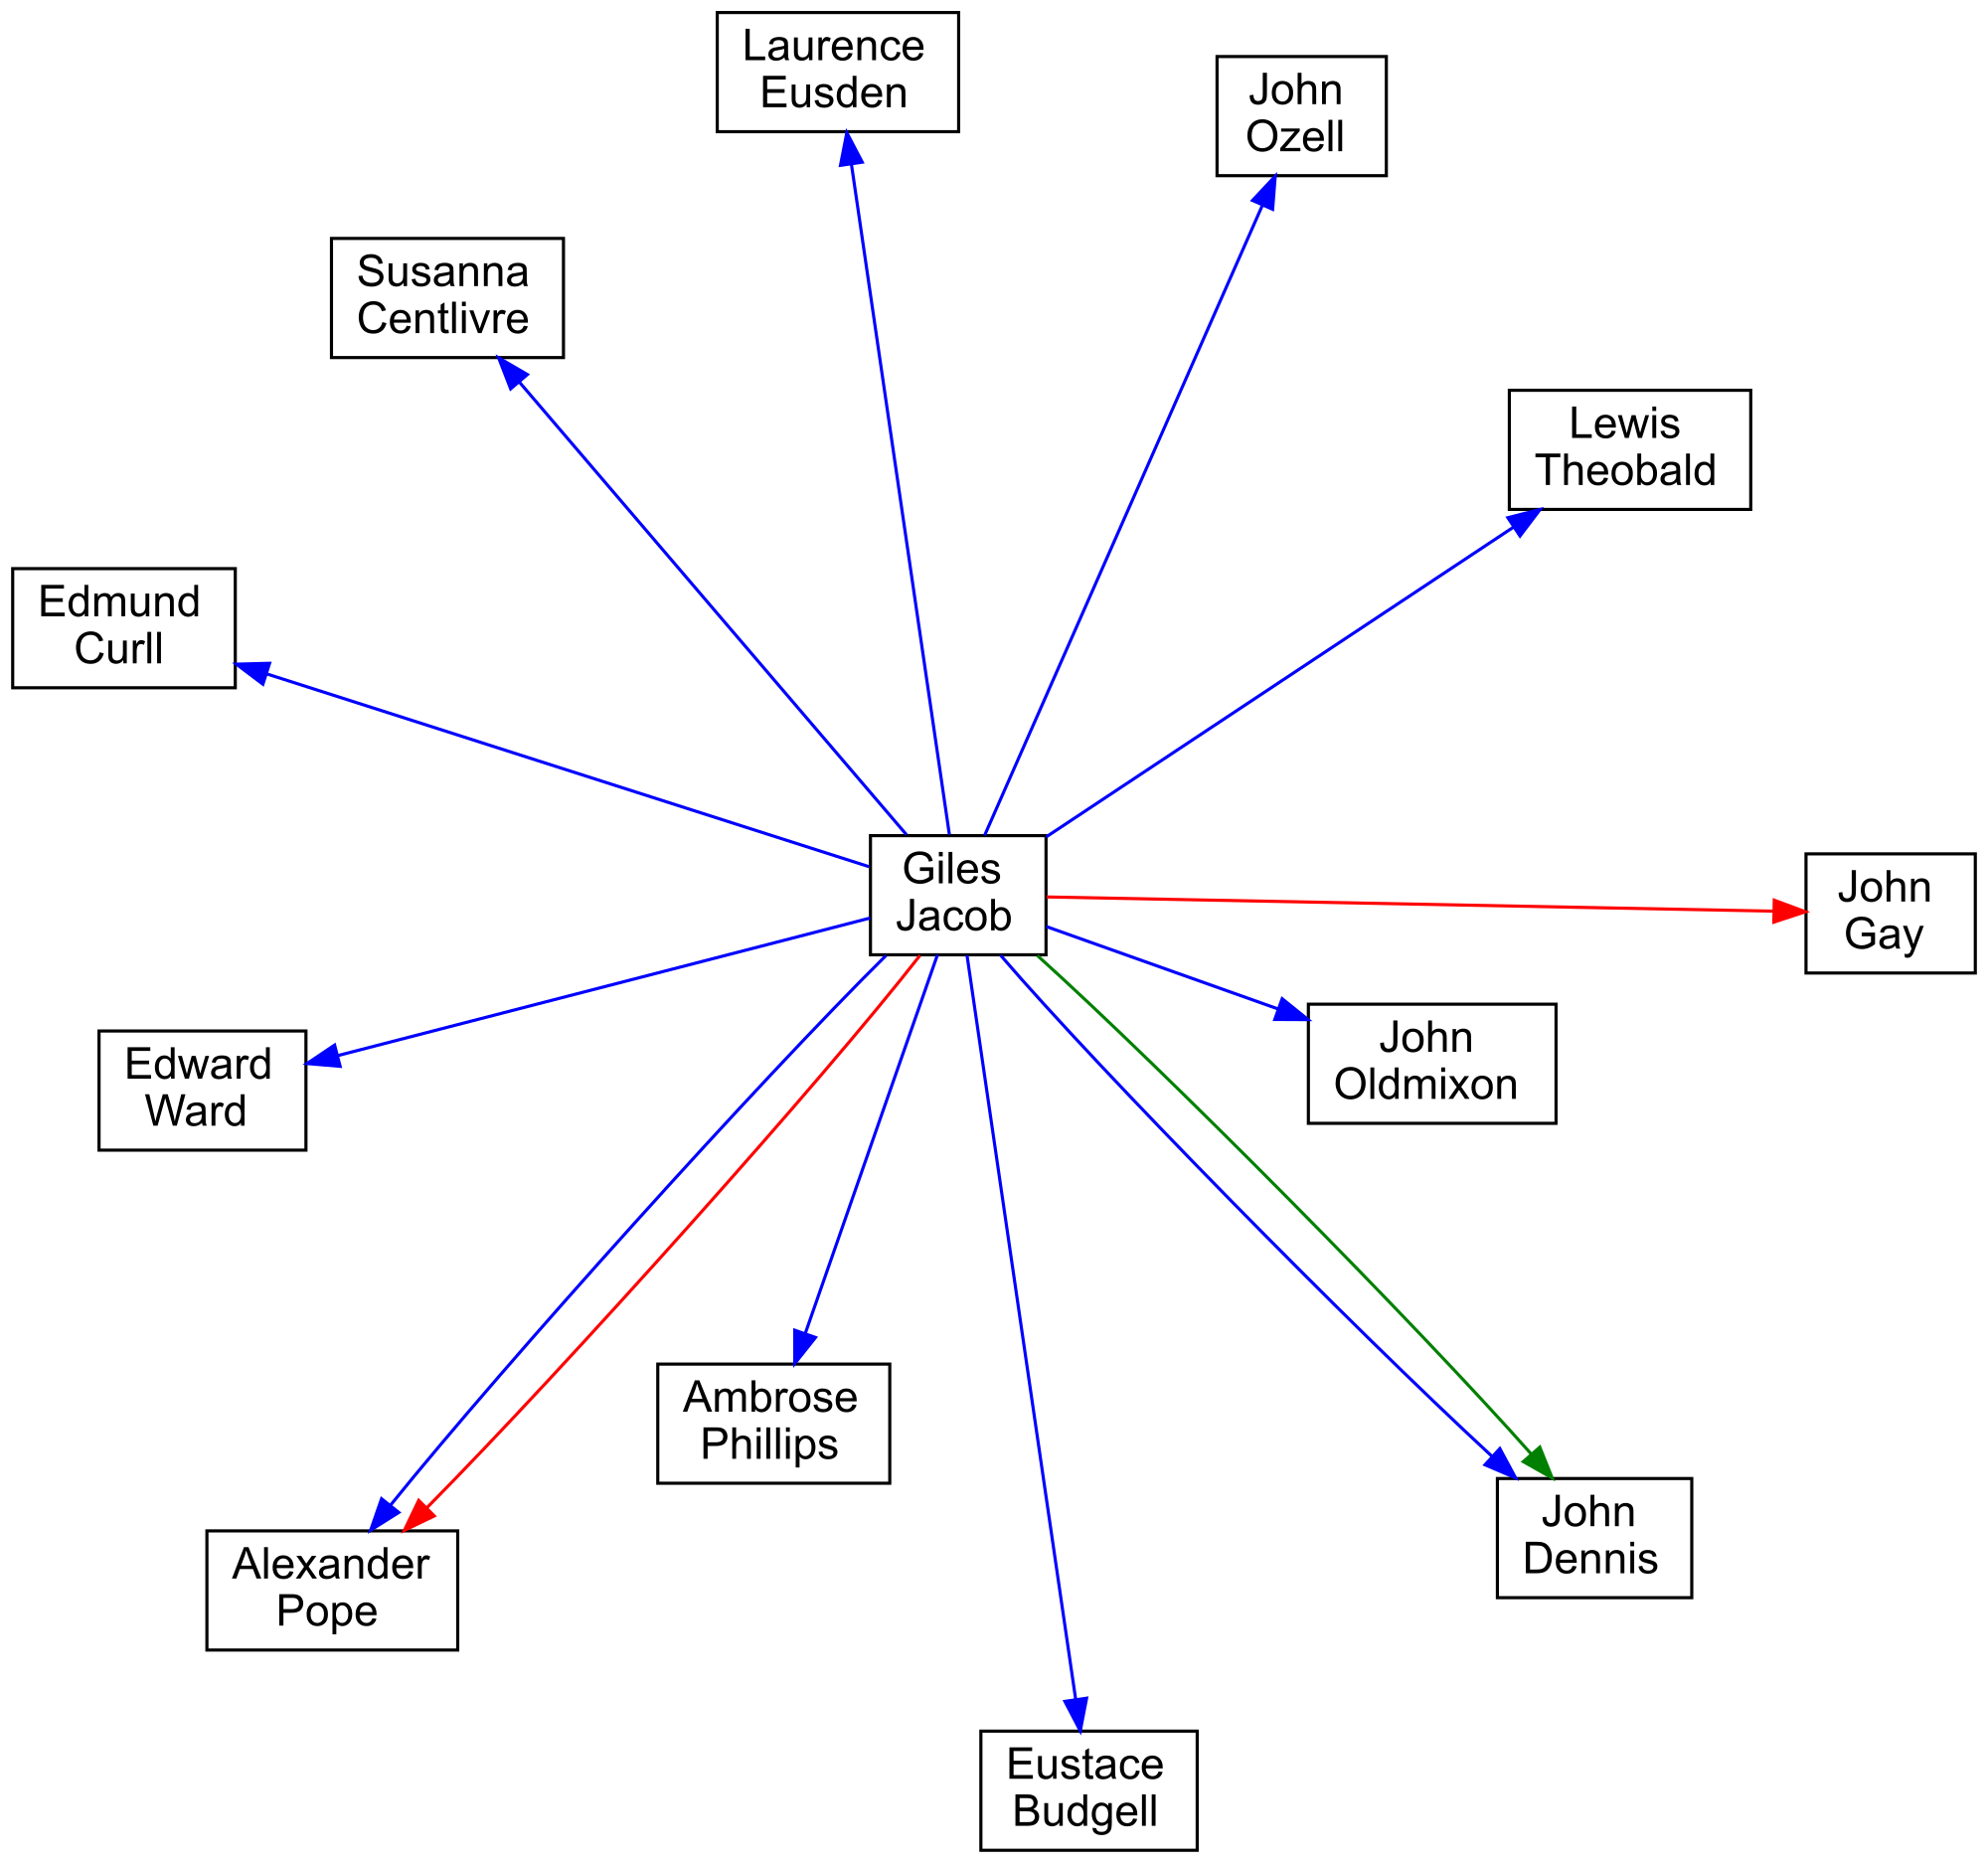 Laurence
Eusden
John
Ozell
Susanna
Centlivre
Lewis
Theobald
Edmund
Curll
Giles
Jacob
John
Gay
John
Oldmixon
Edward
Ward
Ambrose
Phillips
John
Dennis
Alexander
Pope
Eustace
Budgell